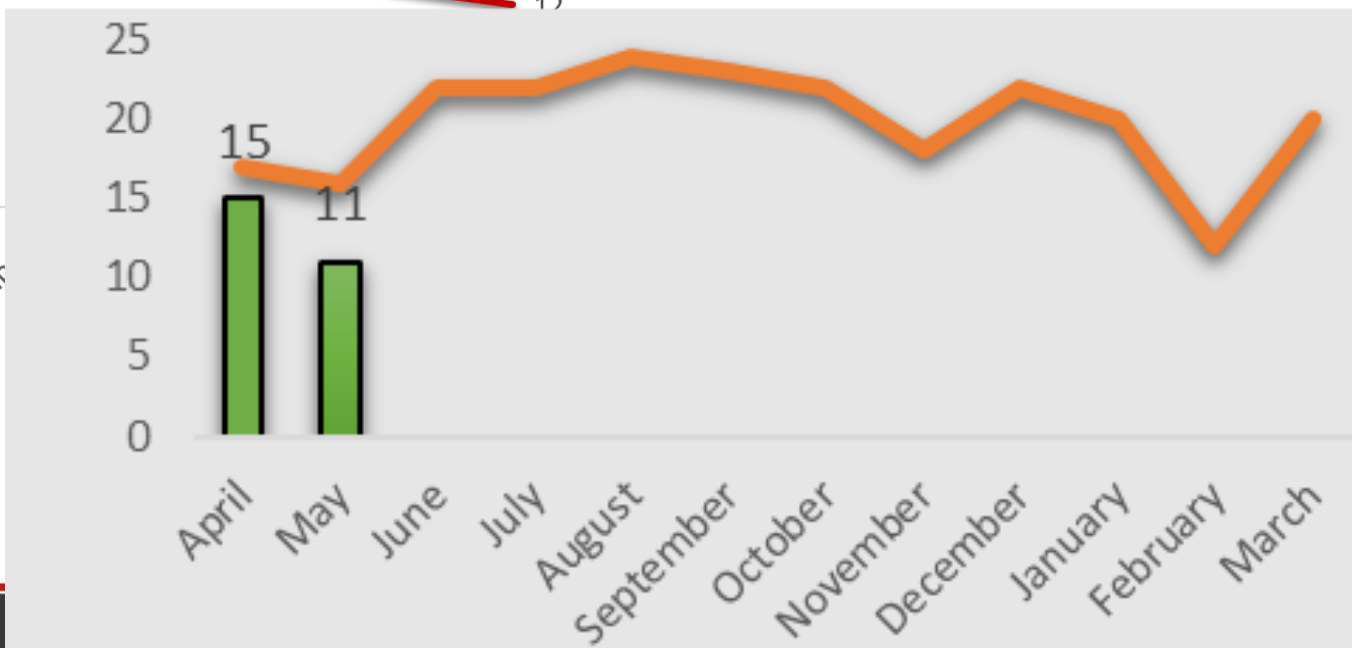 25
20
15
10
5
0
15
11
April
May
June
July
August
September
October
November
December
January
February
March